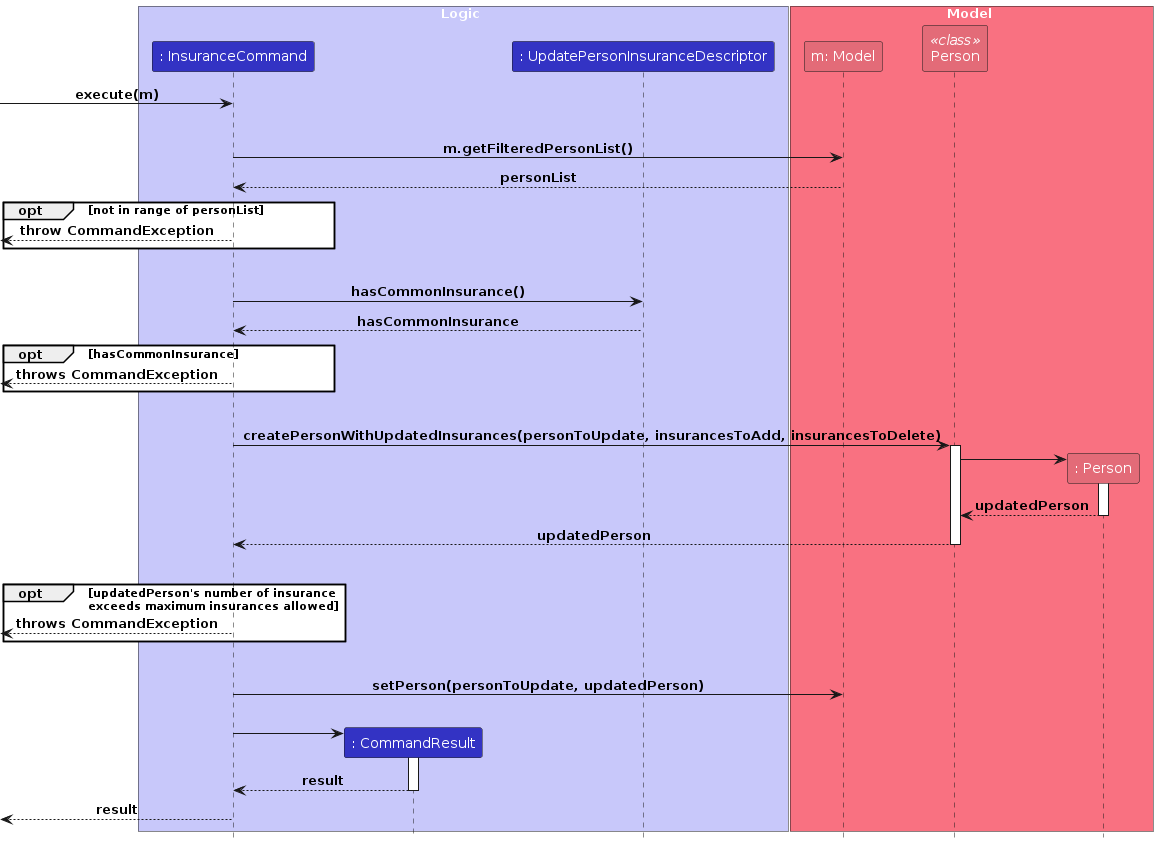 Logic
Model
: InsuranceCommand
: UpdatePersonInsuranceDescriptor
m: Model
«class»
Person
execute(m)
m.getFilteredPersonList()
personList
opt
[not in range of personList]
throw CommandException
hasCommonInsurance()
hasCommonInsurance
opt
[hasCommonInsurance]
throws CommandException
createPersonWithUpdatedInsurances(personToUpdate, insurancesToAdd, insurancesToDelete)
: Person
updatedPerson
updatedPerson
opt
[updatedPerson's number of insurance
exceeds maximum insurances allowed]
throws CommandException
setPerson(personToUpdate, updatedPerson)
: CommandResult
result
result